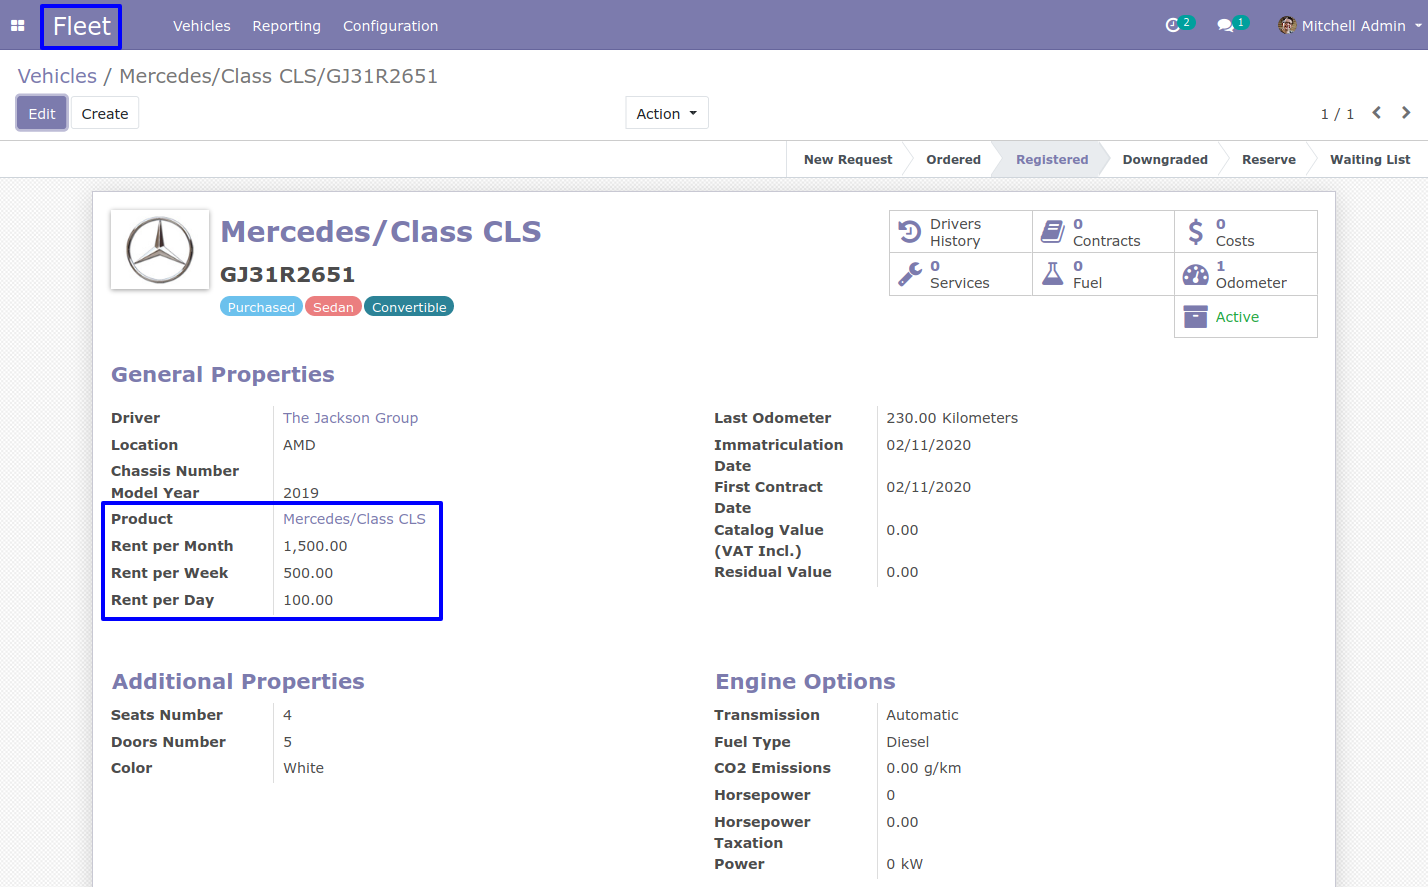 Fleet Vehicles Reporting Configuration 2 1 Mitchell Admin
Vehicles / Mercedes/Class CLS/GJ31R2651
Edit Create Action 1 / 1
New Request Ordered Registered Downgraded Reserve Waiting List
Mercedes/Class CLS
GJ31R2651
Purchased Sedan Convertible
Drivers
History
0
Contracts
0
Costs
0
Services
0
Fuel
1
Odometer
Active
General Properties
Driver The Jackson Group
Location AMD
Chassis Number
Model Year 2019
Product Mercedes/Class CLS
Rent per Month 1,500.00
Rent per Week 500.00
Rent per Day 100.00
Last Odometer 230.00 Kilometers
Immatriculation 02/11/2020
Date
First Contract 02/11/2020
Date
Catalog Value 0.00
(VAT Incl.)
Residual Value 0.00
Additional Properties
Seats Number 4
Doors Number 5
Color White
Engine Options
Transmission Automatic
Fuel Type Diesel
CO2 Emissions 0.00 g/km
Horsepower 0
Horsepower 0.00
Taxation
Power 0 kW